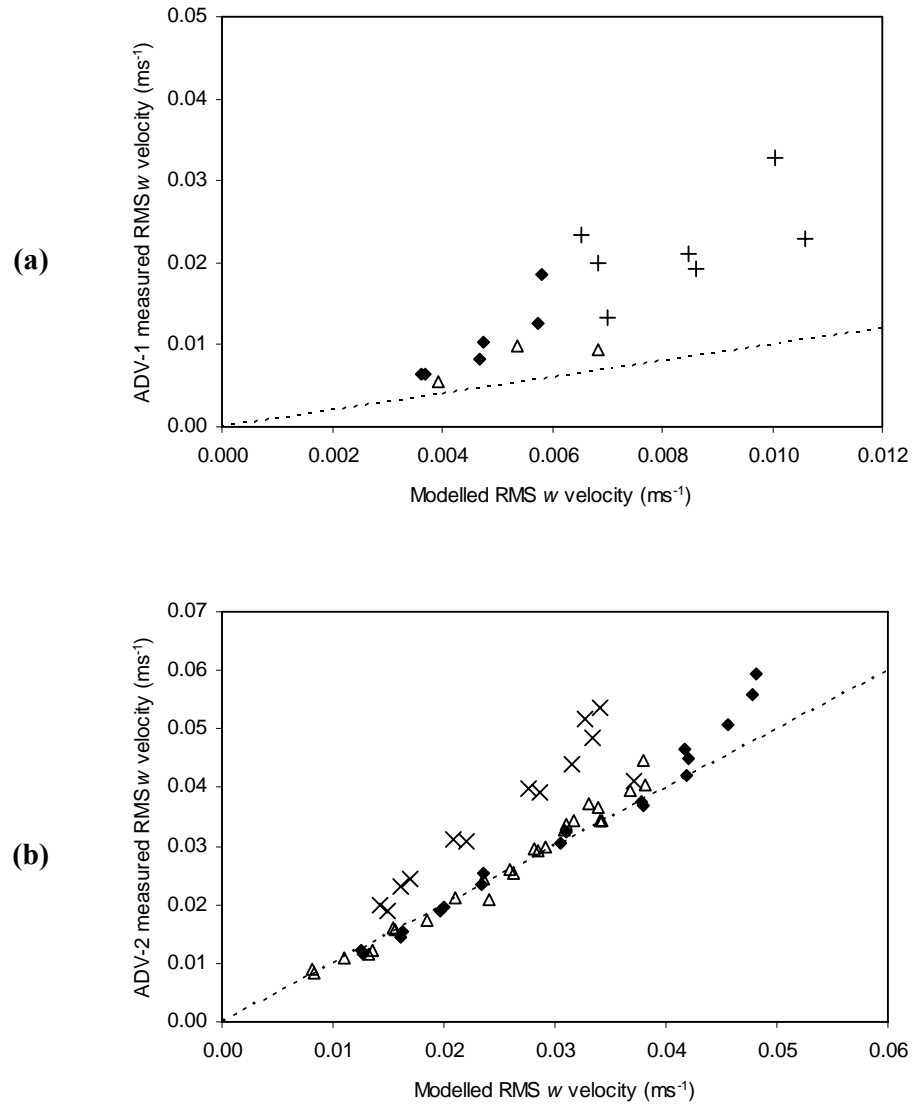 (a)
ADV-1 measured RMS w velocity (ms⁻¹)
0.05
0.04
0.03
0.02
0.01
0.00
0.000 0.002 0.004 0.006 0.008 0.010 0.012
Modelled RMS w velocity (ms⁻¹)
(b)
ADV-2 measured RMS w velocity (ms⁻¹)
0.07
0.06
0.05
0.04
0.03
0.02
0.01
0.00
0.00 0.01 0.02 0.03 0.04 0.05 0.06
Modelled RMS w velocity (ms⁻¹)